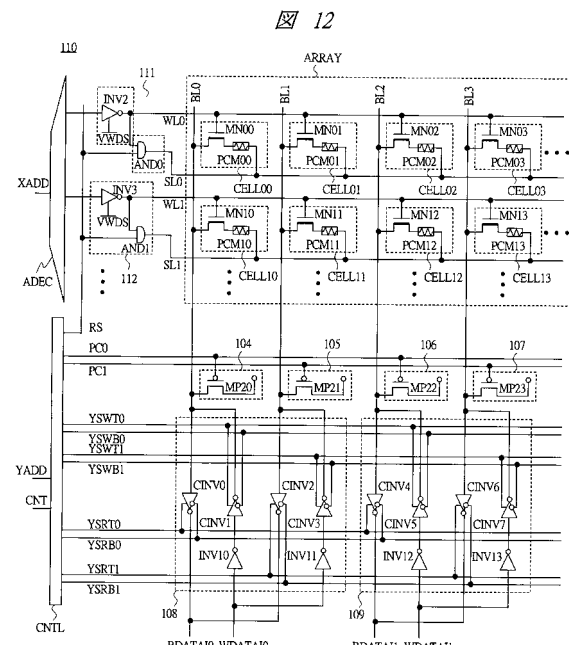 図 12
110
ARRAY
INV2
111
BL0
BL1
BL2
BL3
WL0
VWDS
AND0
MN00
MN01
MN02
MN03
PCM00
PCM01
PCM02
PCM03
SL0
CELL00
CELL01
CELL02
CELL03
XADD
INV3
WL1
VWDS
AND1
MN10
MN11
MN12
MN13
PCM10
PCM11
PCM12
PCM13
112
SL1
CELL10
CELL11
CELL12
CELL13
ADEC
RS
PC0
PC1
104
105
106
107
MP20
MP21
MP22
MP23
YSWT0
YSWB0
YSWT1
YSWB1
YADD
CNT
CINV0
CINV2
CINV4
CINV6
CINV1
CINV3
CINV5
CINV7
YSRT0
YSRB0
INV10
INV11
INV12
INV13
YSRT1
YSRB1
108
109
CNTL